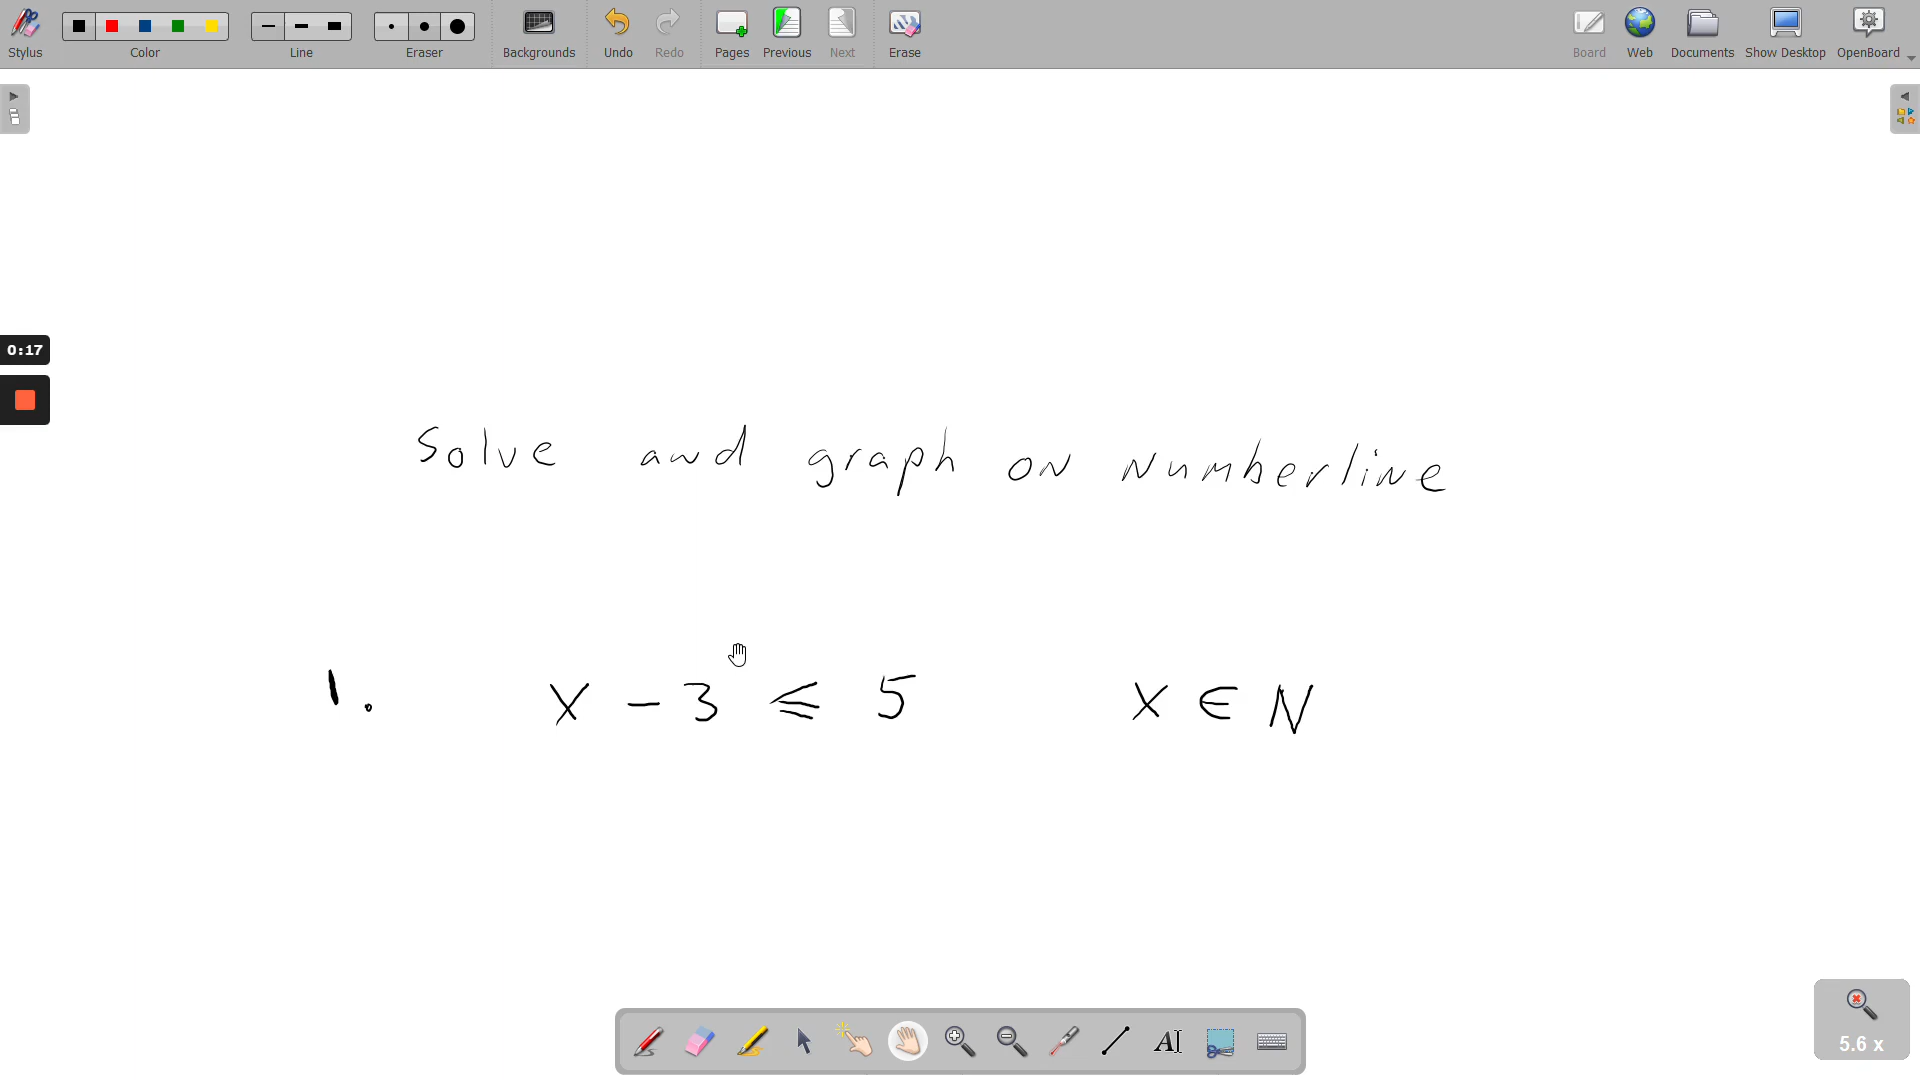 Stylus Color Line Eraser Backgrounds Undo Redo Pages Previous Next Erase Board Web Documents Show Desktop OpenBoard
0:17
Solve and graph on Numberline
1. x - 3 ≤ 5 x ∈ N
5.6 x